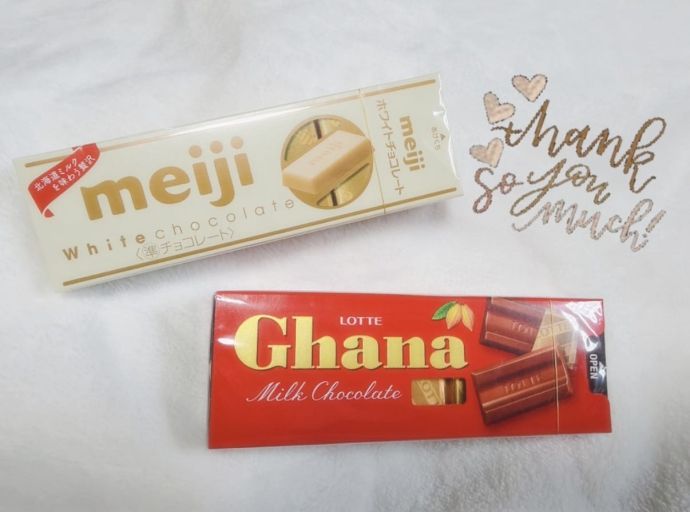 北海道ミルク
を味わう贅沢
meiji
White chocolate
〈準チョコレート〉
meiji
meiji
ホワイトチョコレート
thank
so you
much!
LOTTE
Ghana
Milk Chocolate
LOTTE
OPEN